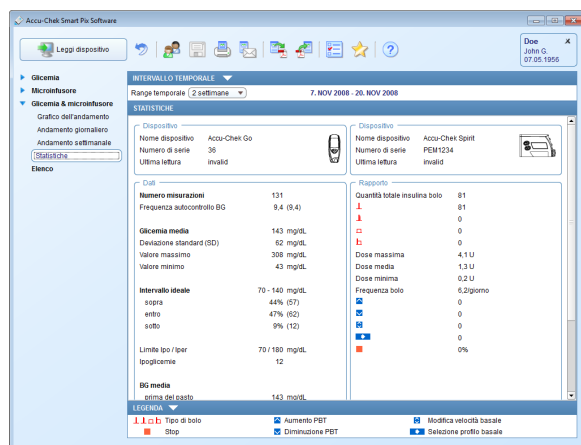 Accu-Chek Smart Pix Software
Leggi dispositivo
Doe
John G.
07.05.1956
Glicemia
Microinfusore
Glicemia & microinfusore
Grafico dell'andamento
Andamento giornaliero
Andamento settimanale
Statistiche
Elenco
INTERVALLO TEMPORALE
Range temporale 2 settimane 7. NOV 2008 - 20. NOV 2008
STATISTICHE
Dispositivo
Nome dispositivo Accu-Chek Go
Numero di serie 36
Ultima lettura invalid
Dispositivo
Nome dispositivo Accu-Chek Spirit
Numero di serie PEM1234
Ultima lettura invalid
Dati
Numero misurazioni 131
Frequenza autocontrollo BG 9,4 (9,4)
Glicemia media 143 mg/dL
Deviazione standard (SD) 62 mg/dL
Valore massimo 308 mg/dL
Valore minimo 43 mg/dL
Intervallo ideale 70 - 140 mg/dL
sopra 44% (57)
entro 47% (62)
sotto 9% (12)
Limite Ipo / Iper 70 / 180 mg/dL
Ipoglicemie 12
BG media
prima del pasto 143 mg/dL
Rapporto
Quantità totale insulina bolo 81
81
0
0
0
Dose massima 4,1 U
Dose media 1,3 U
Dose minima 0,2 U
Frequenza bolo 6,2/giorno
0
0
0
0
0%
LEGENDA
Tipo di bolo Aumento PBT Modifica velocità basale
Stop Diminuzione PBT Selezione profilo basale